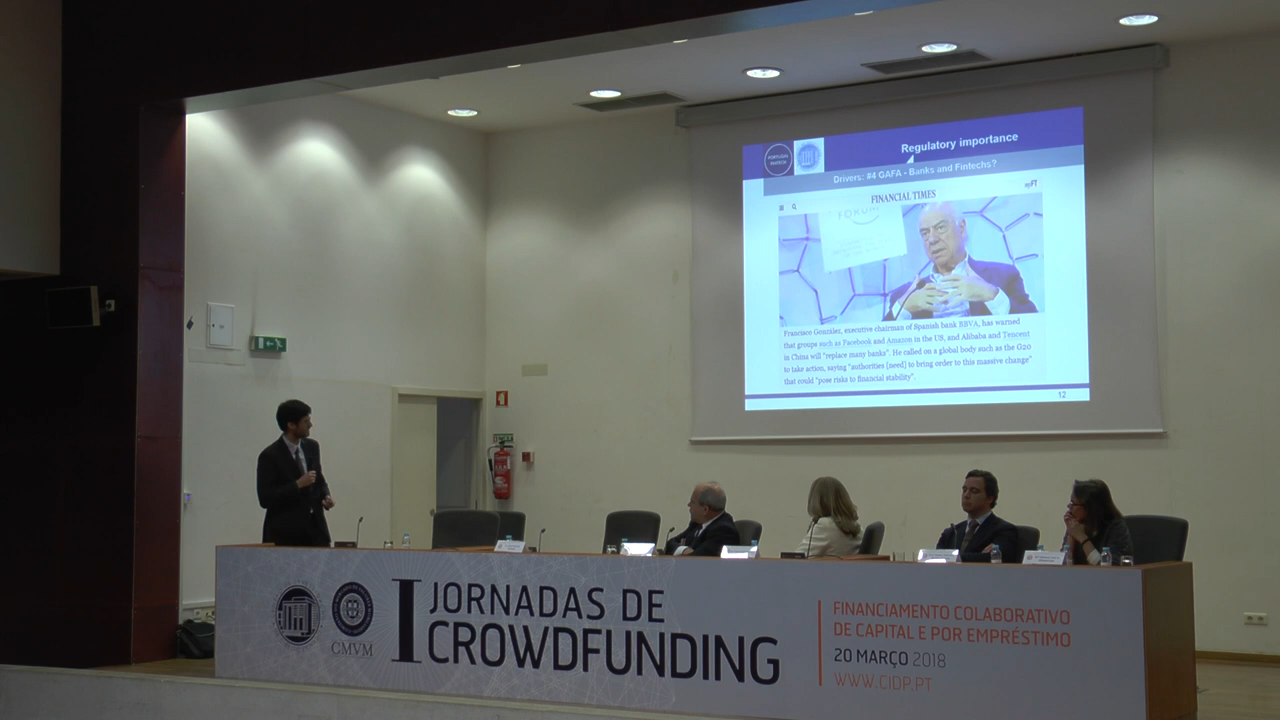 Regulatory importance
Drivers: #4 GAFA - Banks and Fintechs?
PORTUGAL
FINTECH
FINANCIAL TIMES
myFT
FORUM
Francisco González, executive chairman of Spanish bank BBVA, has warned
that groups such as Facebook and Amazon in the US, and Alibaba and Tencent
in China will "replace many banks". He called on a global body such as the G20
to take action, saying "authorities [need] to bring order to this massive change"
that could "pose risks to financial stability".
12
I JORNADAS DE
CROWDFUNDING
CMVM
FINANCIAMENTO COLABORATIVO
DE CAPITAL E POR EMPRÉSTIMO
20 MARÇO 2018
WWW.CIDP.PT